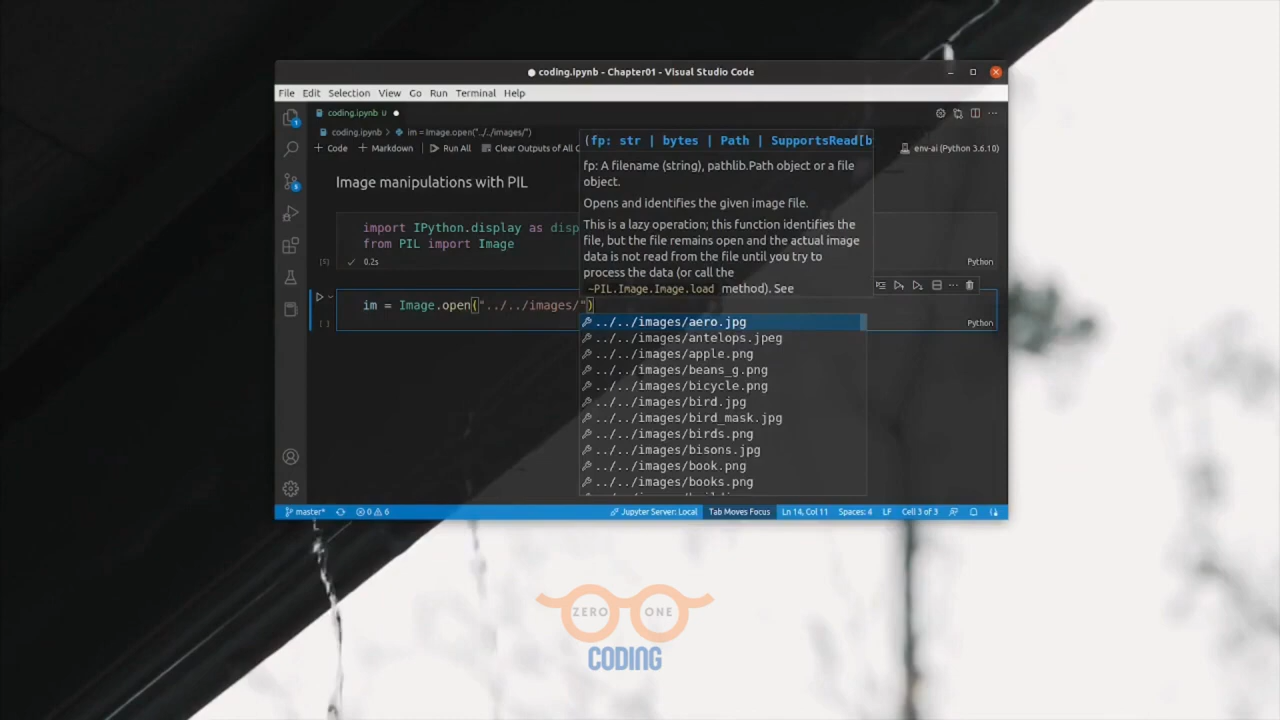 coding.ipynb - Chapter01 - Visual Studio Code
File Edit Selection View Go Run Terminal Help
coding.ipynb U
coding.ipynb > im = Image.open("../../images/")
+ Code + Markdown Run All Clear Outputs of All C
env-ai (Python 3.6.10)
(fp: str | bytes | Path | SupportsRead[b
fp: A filename (string), pathlib.Path object or a file
object.
Opens and identifies the given image file.
This is a lazy operation; this function identifies the
file, but the file remains open and the actual image
data is not read from the file until you try to
process the data (or call the
~PIL.Image.Image.load method). See
Image manipulations with PIL
import IPython.display as disp
from PIL import Image
[5] 0.2s
Python
im = Image.open("../../images/")
[ ]
Python
../../images/aero.jpg
../../images/antelops.jpeg
../../images/apple.png
../../images/beans_g.png
../../images/bicycle.png
../../images/bird.jpg
../../images/bird_mask.jpg
../../images/birds.png
../../images/bisons.jpg
../../images/book.png
../../images/books.png
master* 0 6 Jupyter Server: Local Tab Moves Focus Ln 14, Col 11 Spaces: 4 LF Cell 3 of 3
ZERO ONE
CODING